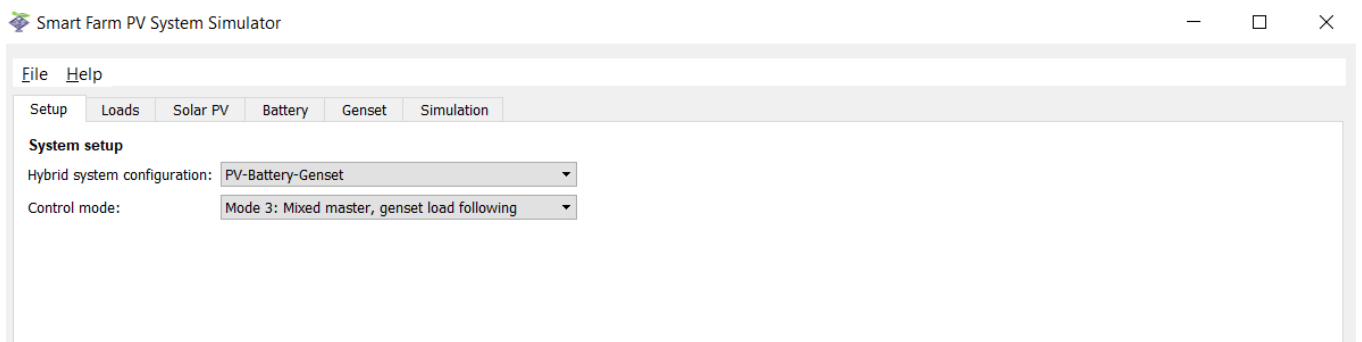 Smart Farm PV System Simulator
File Help
Setup Loads Solar PV Battery Genset Simulation
System setup
Hybrid system configuration: PV-Battery-Genset
Control mode: Mode 3: Mixed master, genset load following